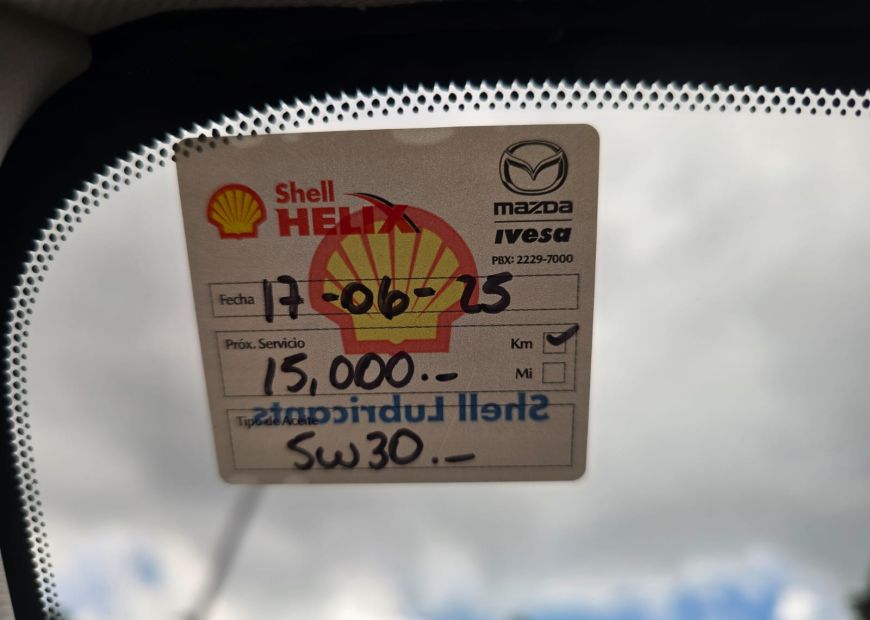 Shell
HELIX
mazda
ivesa
PBX: 2229-7000
Fecha 17-06-25
Próx. Servicio
Km ✓
15,000.-
Mi
Shell Lubricants
Tipo de Aceite
5W30.-